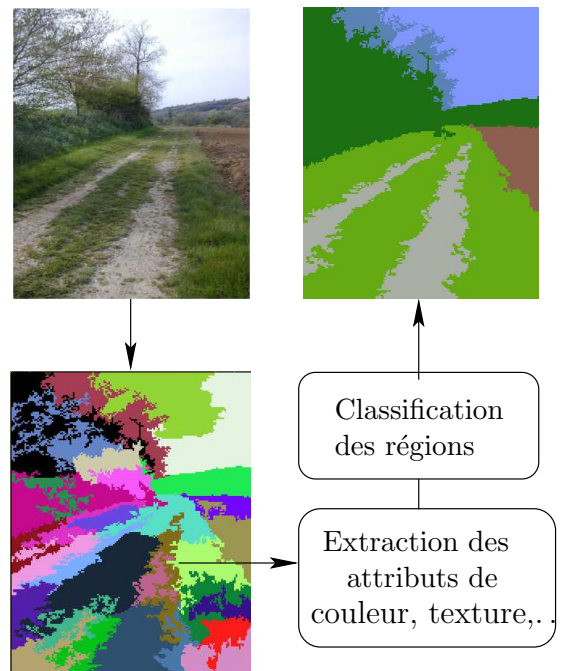 Classification
des régions
Extraction des
attributs de
couleur, texture,..